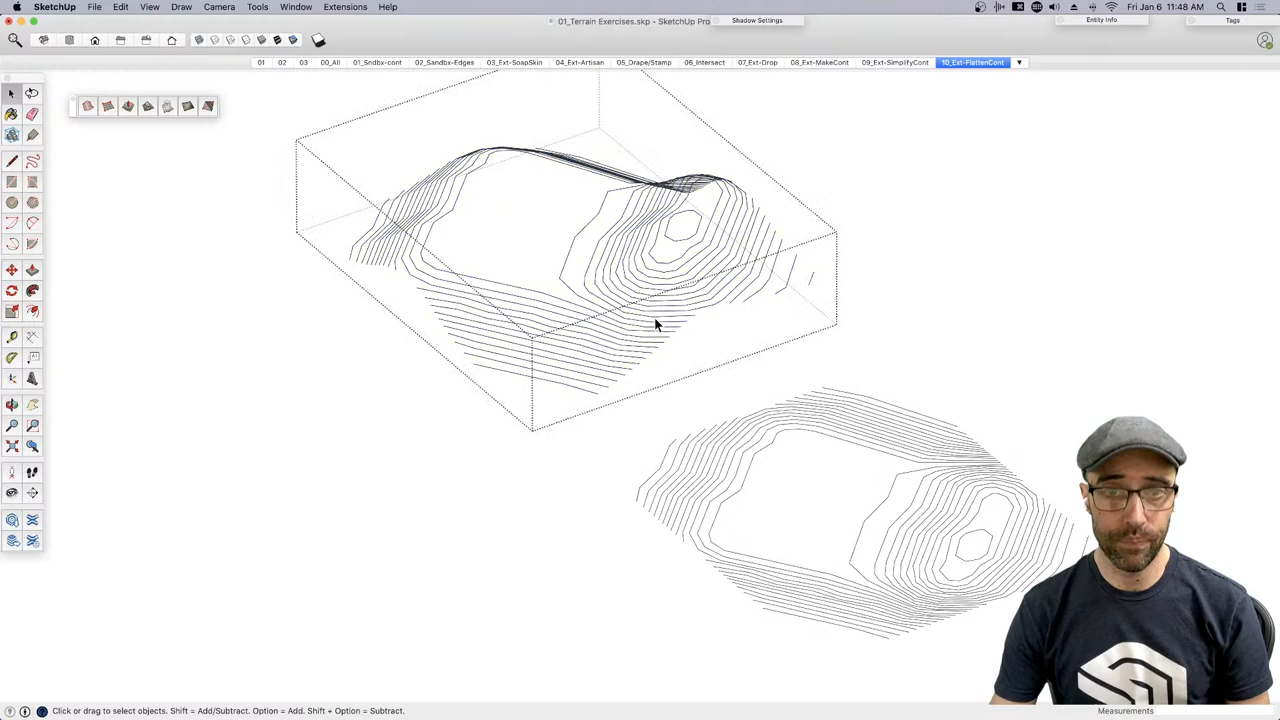 SketchUp File Edit View Camera Draw Tools Window Extensions Help Fri Jan 6 11:48 AM
01_Terrain Exercises.skp - SketchUp Pro
Shadow Settings
Entity Info
Tags
01 02 03 00_All 01_Sndbx-cont 02_Sandbx-Edges 03_Ext-SoapSkin 04_Ext-Artisan 05_Drape/Stamp 06_Intersect 07_Ext-Drop 08_Ext-MakeCont 09_Ext-SimplifyCont 10_Ext-FlattenCont
Click or drag to select objects. Shift = Add/Subtract. Option = Add. Shift + Option = Subtract.
Measurements